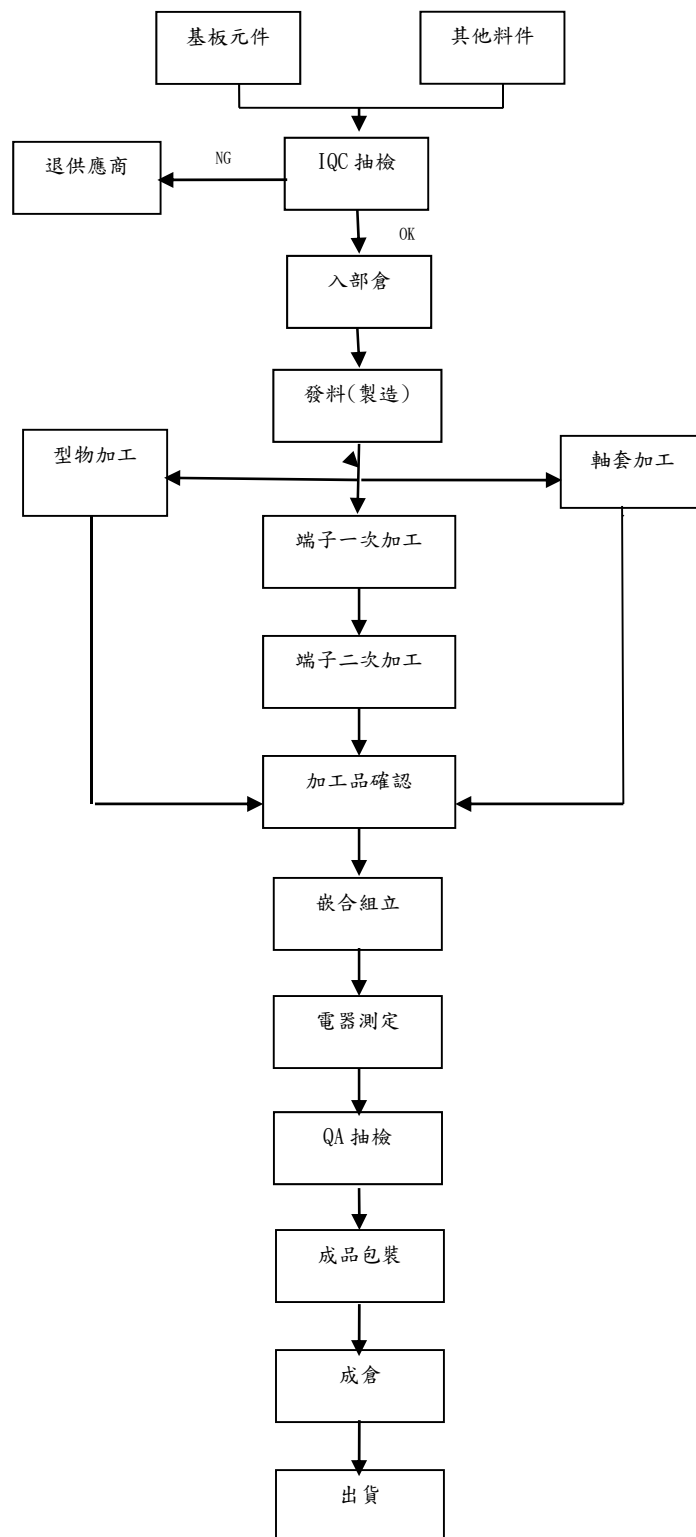 基板元件
其他料件
退供應商
NG
IQC 抽檢
OK
入部倉
發料(製造)
型物加工
軸套加工
端子一次加工
端子二次加工
加工品確認
嵌合組立
電器測定
QA 抽檢
成品包裝
成倉
出貨